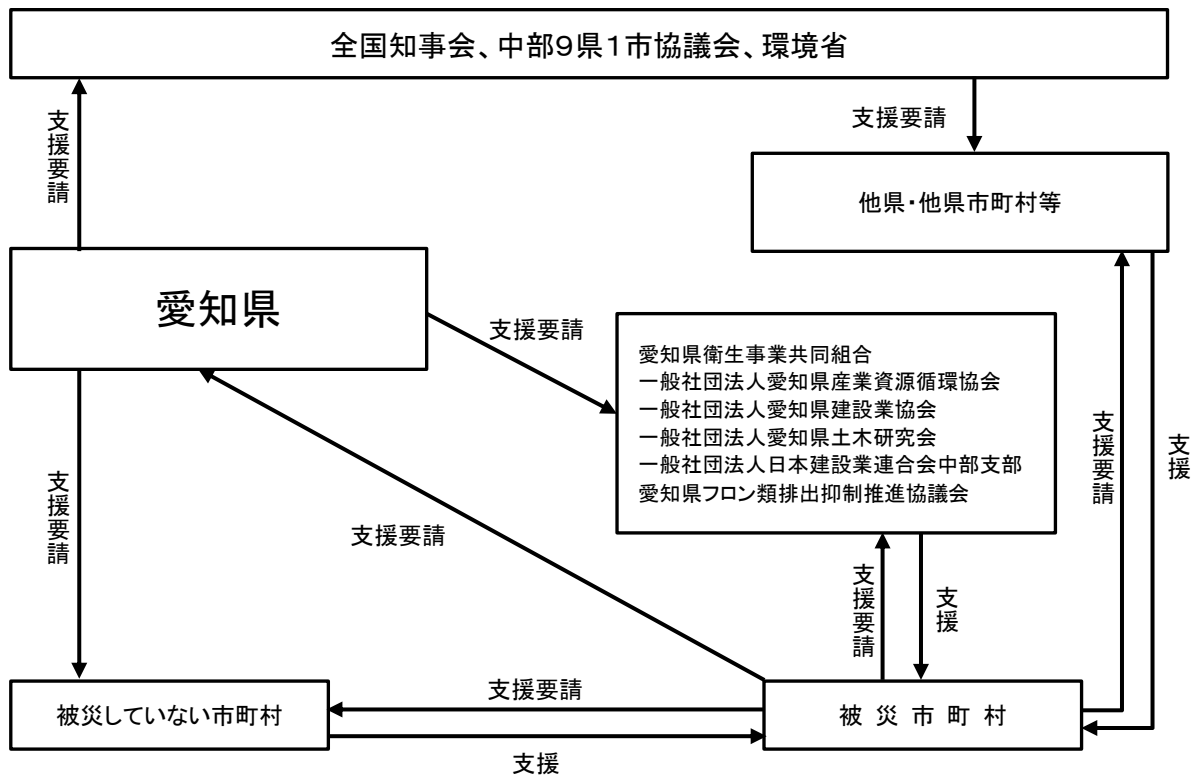 全国知事会、中部9県1市協議会、環境省
支援要請
支援要請
他県・他県市町村等
愛知県
支援要請
愛知県衛生事業共同組合
一般社団法人愛知県産業資源循環協会
一般社団法人愛知県建設業協会
一般社団法人愛知県土木研究会
一般社団法人日本建設業連合会中部支部
愛知県フロン類排出抑制推進協議会
支援要請
支援
支援要請
支援要請
支援要請
支援
支援要請
被災していない市町村
被 災 市 町 村
支援